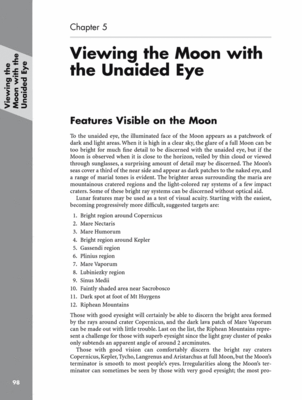 Chapter 5
Viewing the Moon with
the Unaided Eye
Viewing the
Moon with the
Unaided Eye
Features Visible on the Moon
To the unaided eye, the illuminated face of the Moon appears as a patchwork of
dark and light areas. When it is high in a clear sky, the glare of a full Moon can be
too bright for much fine detail to be discerned with the unaided eye, but if the
Moon is observed when it is close to the horizon, veiled by thin cloud or viewed
through sunglasses, a surprising amount of detail may be discerned. The Moon's
seas cover a third of the near side and appear as dark patches to the naked eye, and
a range of marial tones is evident. The brighter areas surrounding the maria are
mountainous cratered regions and the light-colored ray systems of a few impact
craters. Some of these bright ray systems can be discerned without optical aid.
Lunar features may be used as a test of visual acuity. Starting with the easiest,
becoming progressively more difficult, suggested targets are:
1. Bright region around Copernicus
2. Mare Nectaris
3. Mare Humorum
4. Bright region around Kepler
5. Gassendi region
6. Plinius region
7. Mare Vaporum
8. Lubiniezky region
9. Sinus Medii
10. Faintly shaded area near Sacrobosco
11. Dark spot at foot of Mt Huygens
12. Riphean Mountains
Those with good eyesight will certainly be able to discern the bright area formed
by the rays around crater Copernicus, and the dark lava patch of Mare Vaporum
can be made out with little trouble. Last on the list, the Riphean Mountains repre-
sent a challenge for those with superb eyesight since the light gray cluster of peaks
only subtends an apparent angle of around 2 arcminutes.
Those with good vision can comfortably discern the bright ray craters
Copernicus, Kepler, Tycho, Langrenus and Aristarchus at full Moon, but the Moon's
terminator is smooth to most people's eyes. Irregularities along the Moon's ter-
minator can sometimes be seen by those with very good eyesight; the most pro-
98